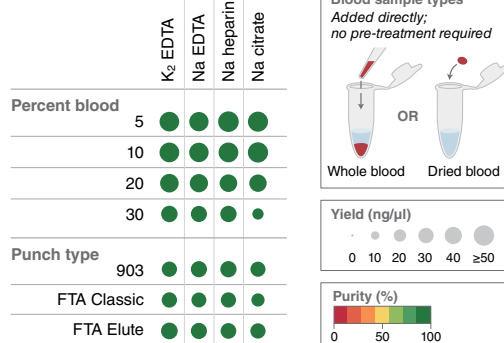 K₂ EDTA
Na EDTA
Na heparin
Na citrate
Percent blood
5
10
20
30
Punch type
903
FTA Classic
FTA Elute
Blood sample types
Added directly;
no pre-treatment required
OR
Whole blood Dried blood
Yield (ng/µl)
0 10 20 30 40 ≥50
Purity (%)
0 50 100